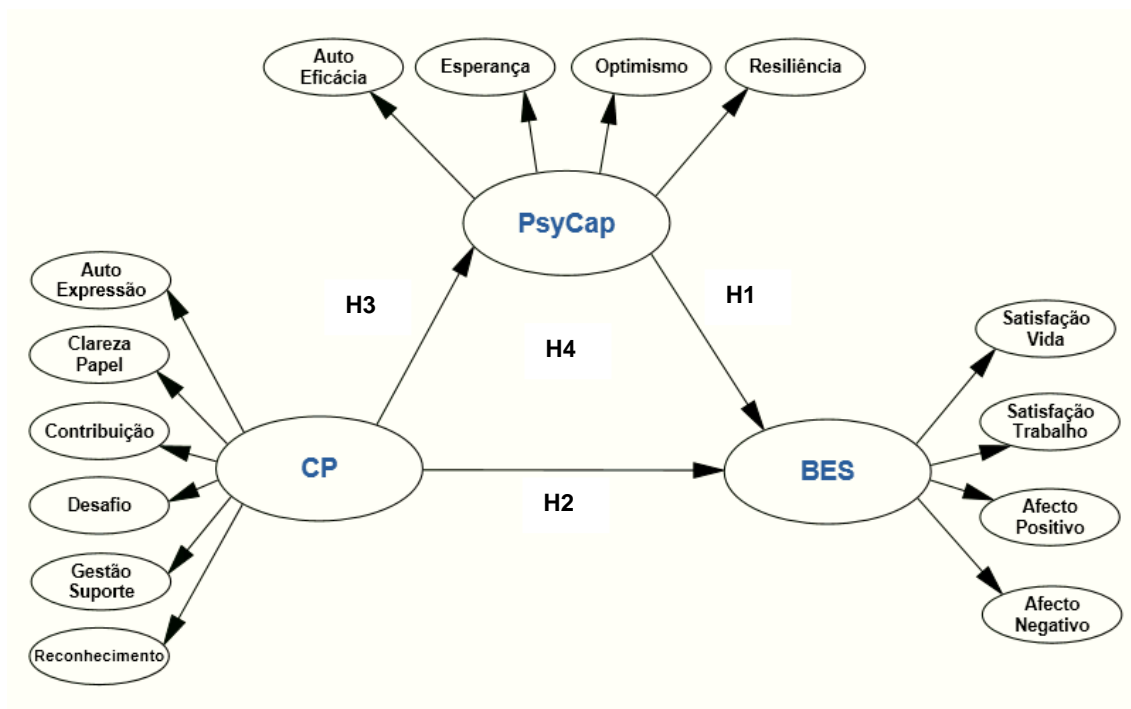 Auto
Eficácia
Esperança
Optimismo
Resiliência
PsyCap
H3
H1
H4
Auto
Expressão
Clareza
Papel
Contribuição
Desafio
Gestão
Suporte
Reconhecimento
CP
H2
BES
Satisfação
Vida
Satisfação
Trabalho
Afecto
Positivo
Afecto
Negativo